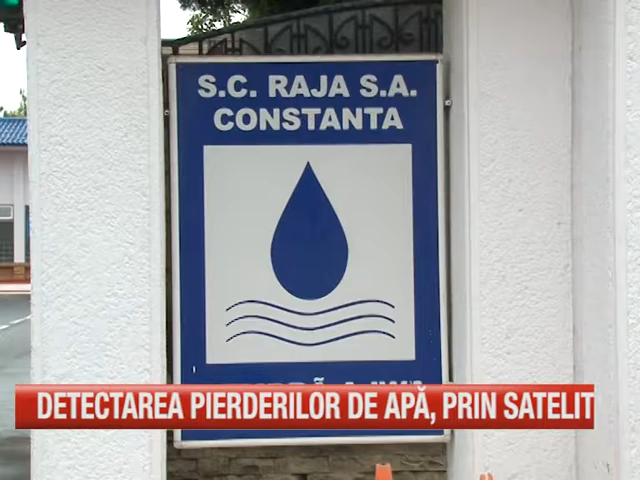 S.C. RAJA S.A.
CONSTANTA
DETECTAREA PIERDERILOR DE APĂ, PRIN SATELIT